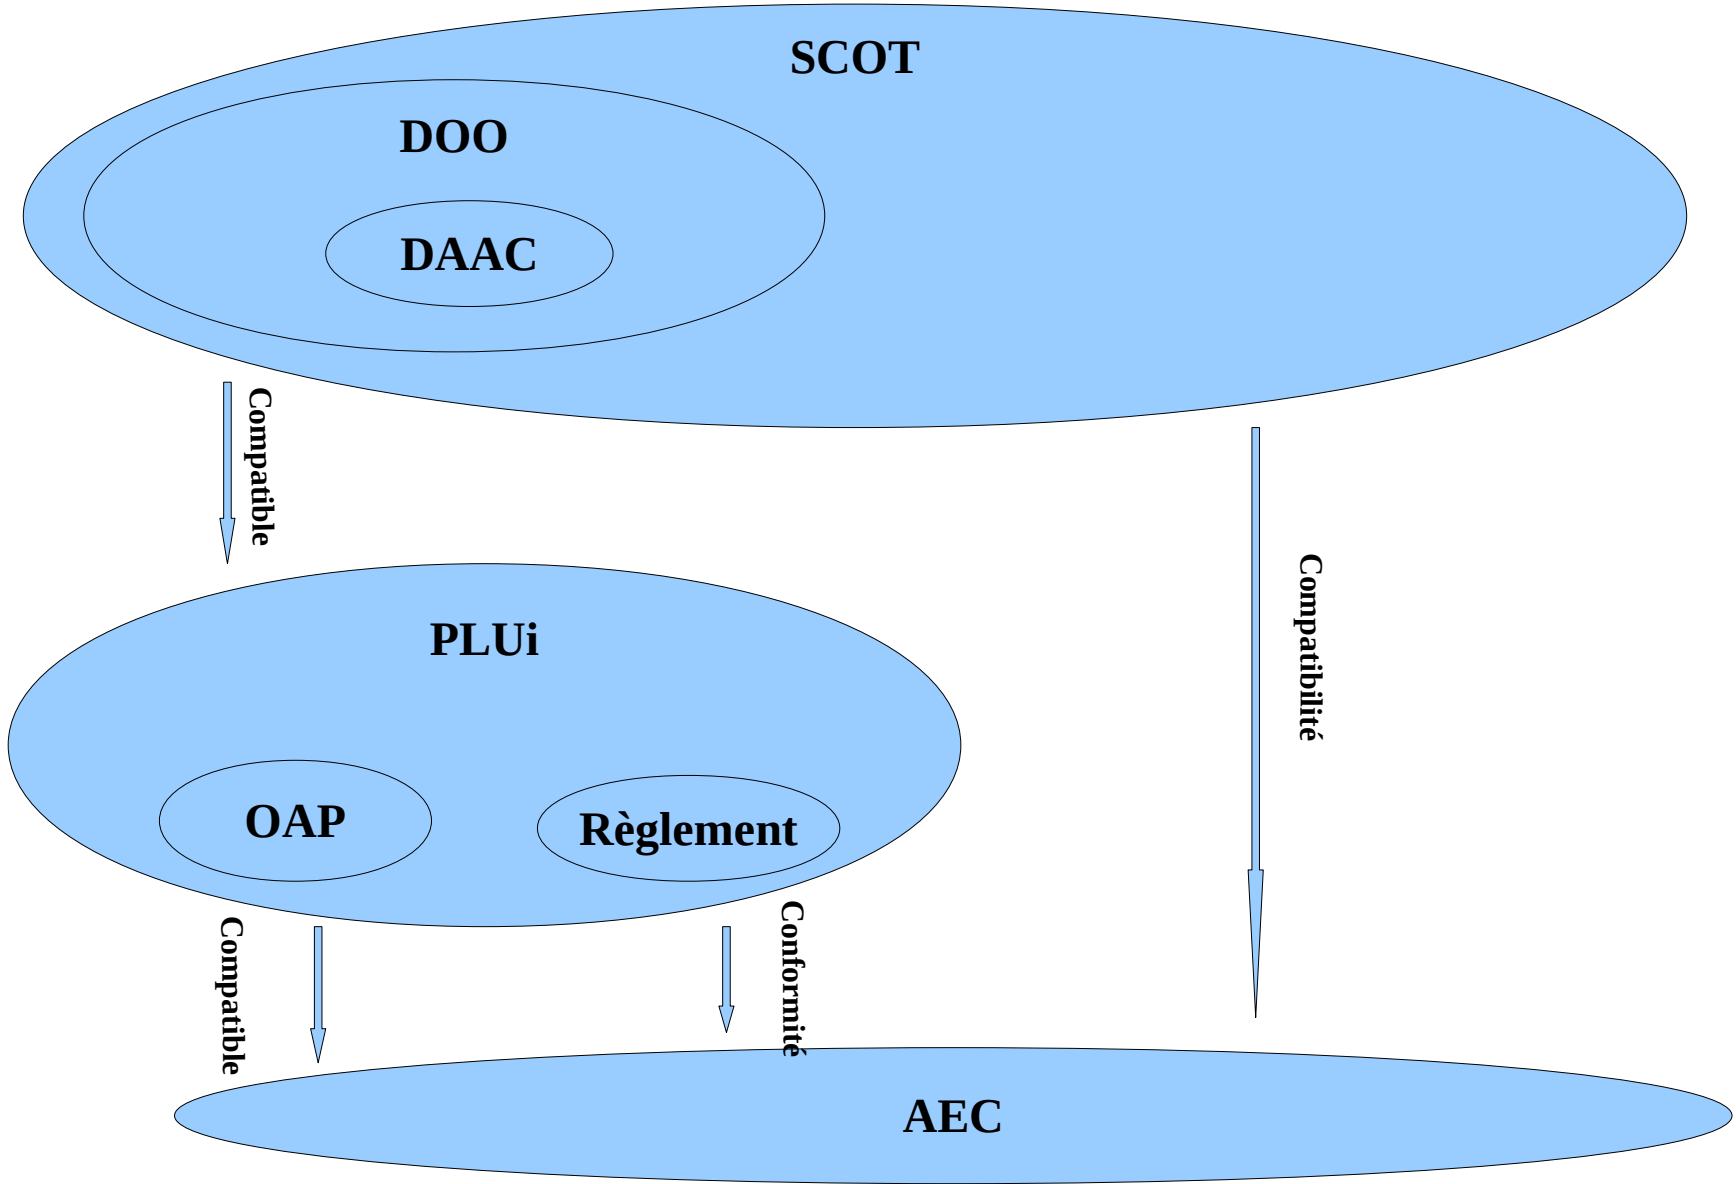 SCOT
DOO
DAAC
Compatible
Compatibilité
PLUi
OAP
Règlement
Compatible
Conformité
AEC